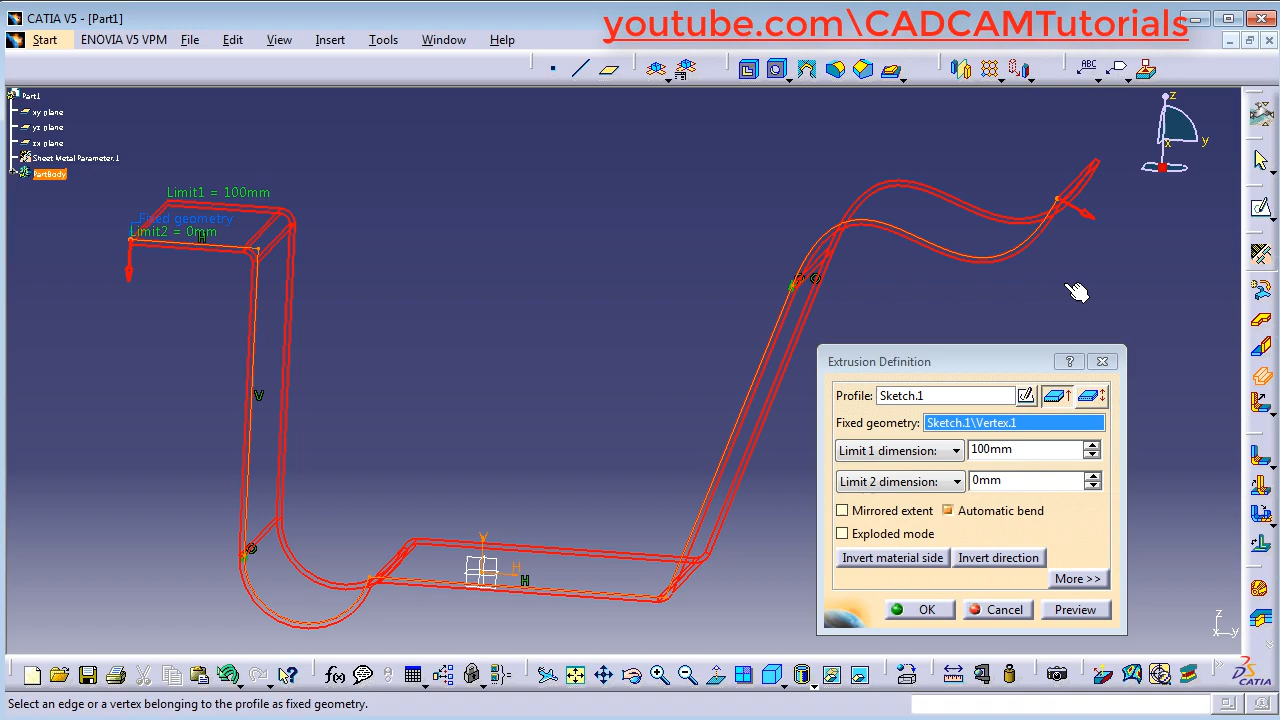 CATIA V5 - [Part1]
youtube.com\CADCAMTutorials
Start ENOVIA V5 VPM File Edit View Insert Tools Window Help
ABC
Part1
xy plane
yz plane
zx plane
Sheet Metal Parameter.1
PartBody
z
y
x
Limit1 = 100mm
Fixed geometry
Limit2 = 0mm
H
V
Y
H
H
Extrusion Definition
?
Profile: Sketch.1
Fixed geometry: Sketch.1\Vertex.1
Limit 1 dimension: 100mm
Limit 2 dimension: 0mm
Mirrored extent Automatic bend
Exploded mode
Invert material side Invert direction
More >>
OK Cancel Preview
z
x y
f(x)
CATIA
Select an edge or a vertex belonging to the profile as fixed geometry.